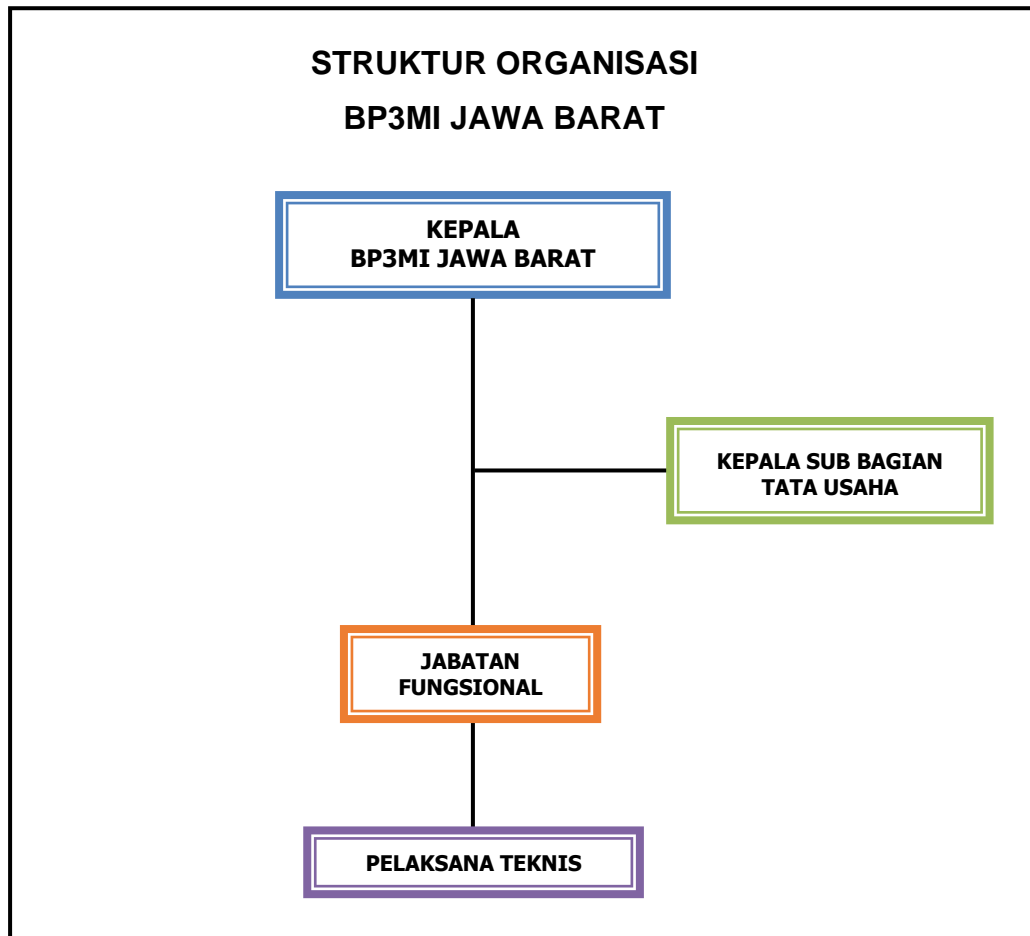 STRUKTUR ORGANISASI
BP3MI JAWA BARAT
KEPALA
BP3MI JAWA BARAT
KEPALA SUB BAGIAN
TATA USAHA
JABATAN
FUNGSIONAL
PELAKSANA TEKNIS